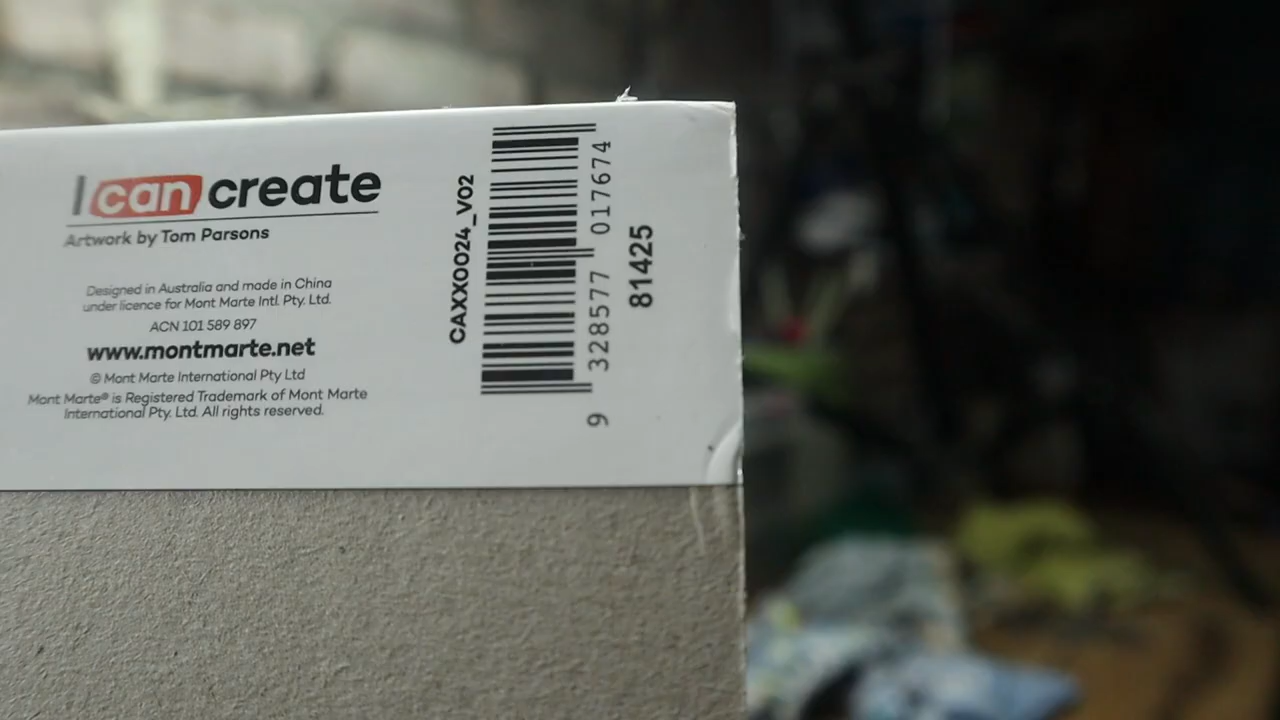 I can create
Artwork by Tom Parsons
Designed in Australia and made in China
under licence for Mont Marte Intl. Pty. Ltd.
ACN 101 589 897
www.montmarte.net
© Mont Marte International Pty Ltd
Mont Marte® is Registered Trademark of Mont Marte
International Pty. Ltd. All rights reserved.
CAXX0024_V02
9 328577 017674
81425